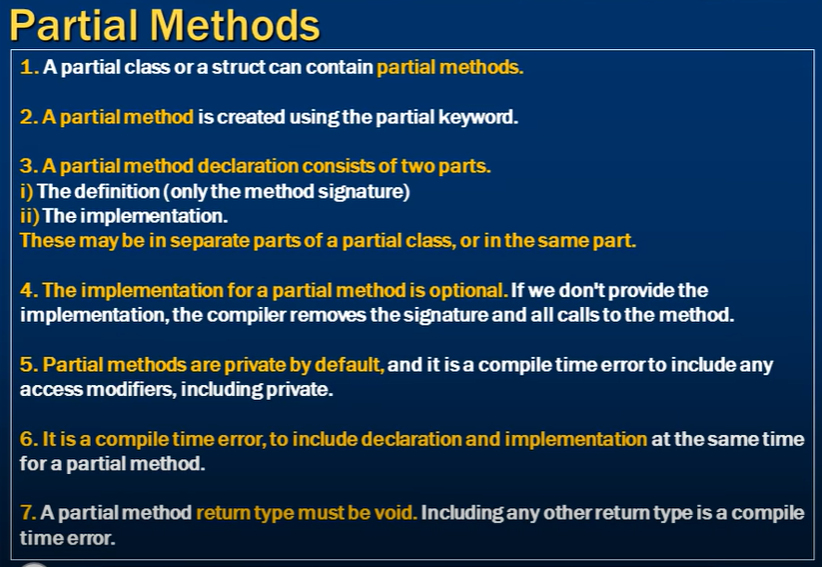 Partial Methods
1. A partial class or a struct can contain partial methods.
2. A partial method is created using the partial keyword.
3. A partial method declaration consists of two parts.
i) The definition (only the method signature)
ii) The implementation.
These may be in separate parts of a partial class, or in the same part.
4. The implementation for a partial method is optional. If we don't provide the
implementation, the compiler removes the signature and all calls to the method.
5. Partial methods are private by default, and it is a compile time error to include any
access modifiers, including private.
6. It is a compile time error, to include declaration and implementation at the same time
for a partial method.
7. A partial method return type must be void. Including any other return type is a compile
time error.